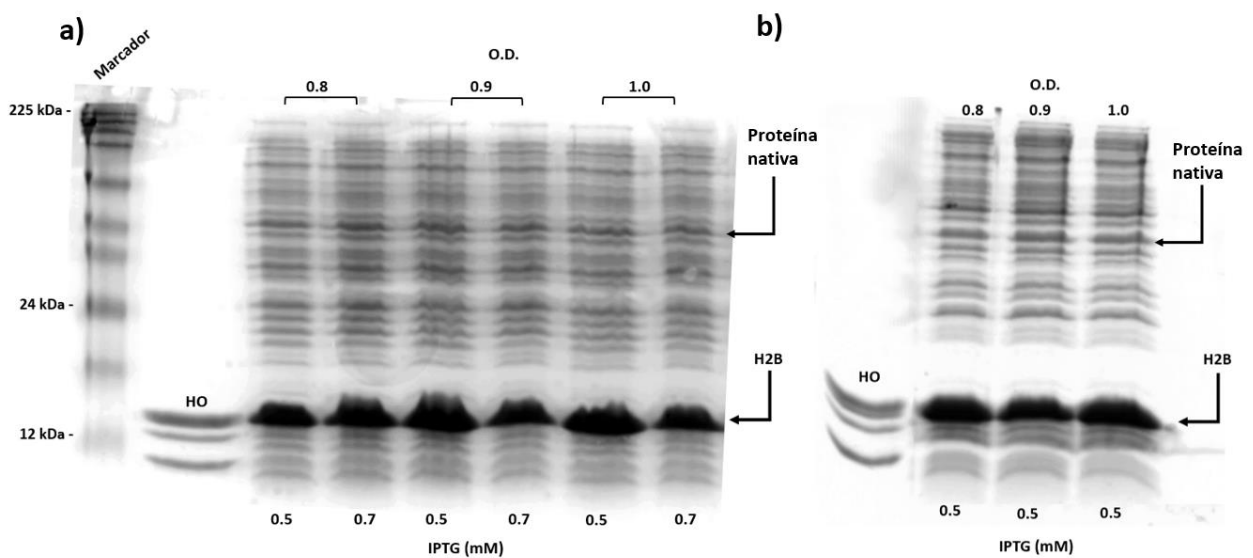 a)
Marcador
O.D.
0.8 0.9 1.0
225 kDa -
24 kDa -
12 kDa -
HO
Proteína
nativa
H2B
0.5 0.7 0.5 0.7 0.5 0.7
IPTG (mM)
b)
O.D.
0.8 0.9 1.0
Proteína
nativa
HO
H2B
0.5 0.5 0.5
IPTG (mM)